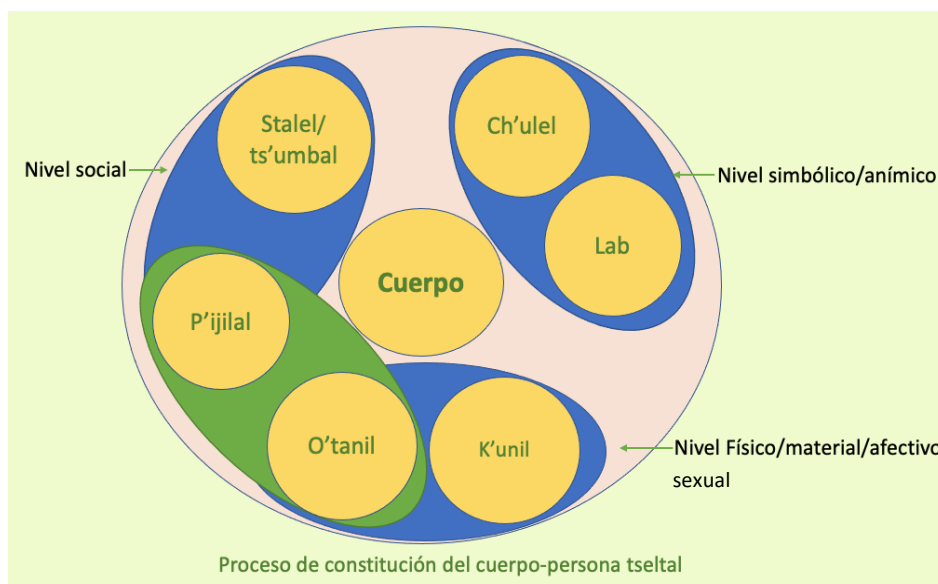 Stalel/
ts'umbal
Ch'ulel
Nivel social
Nivel simbólico/anímico
Lab
Cuerpo
P'ijilal
O'tanil
K'unil
Nivel Físico/material/afectivo
sexual
Proceso de constitución del cuerpo-persona tseltal